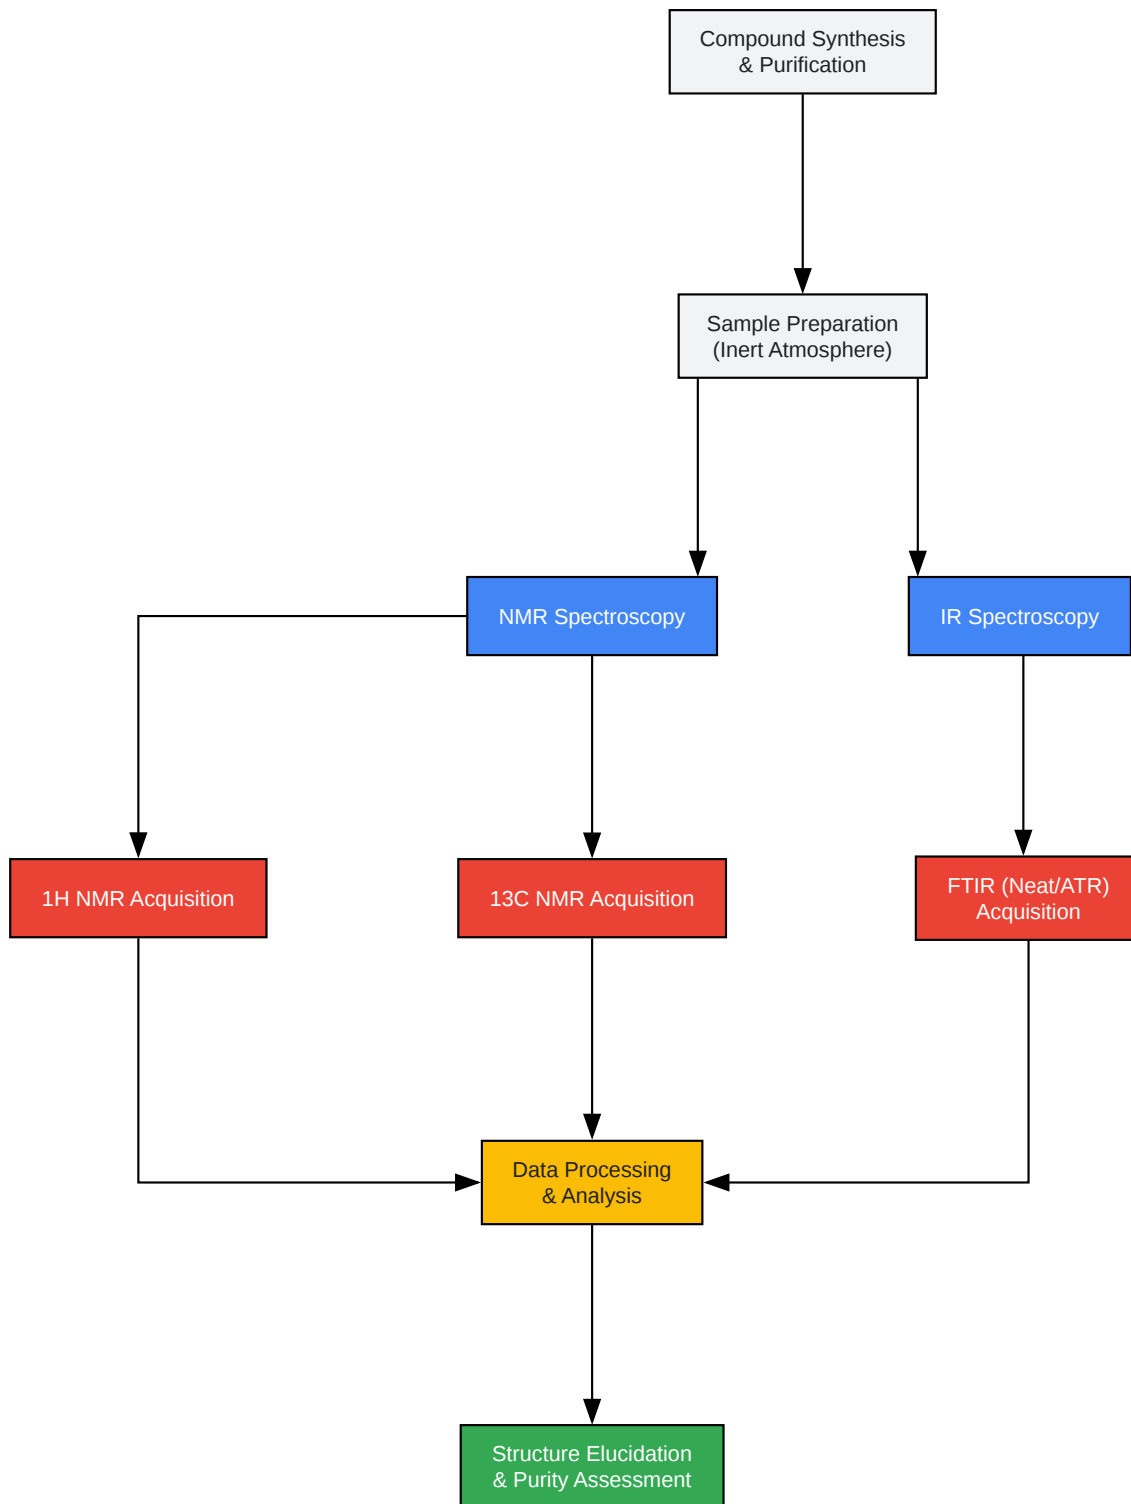 Compound Synthesis
& Purification
Sample Preparation
(Inert Atmosphere)
NMR Spectroscopy
IR Spectroscopy
1H NMR Acquisition
13C NMR Acquisition
FTIR (Neat/ATR)
Acquisition
Data Processing
& Analysis
Structure Elucidation
& Purity Assessment